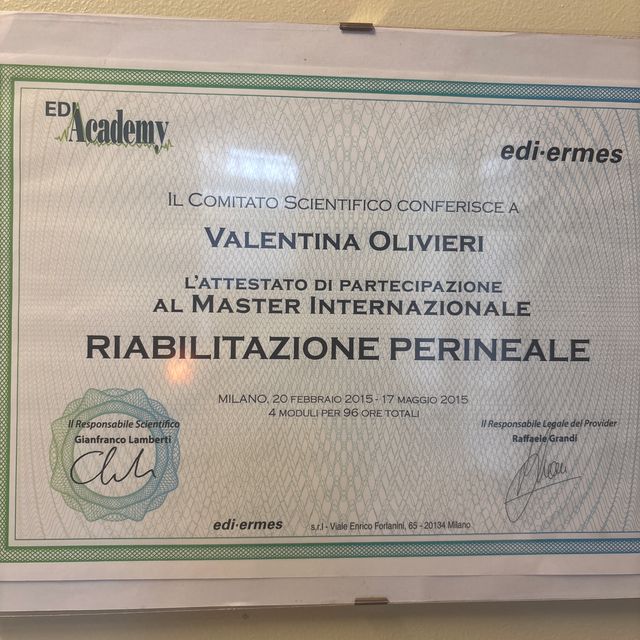 EDI Academy
edi·ermes
IL COMITATO SCIENTIFICO CONFERISCE A
VALENTINA OLIVIERI
L'ATTESTATO DI PARTECIPAZIONE
AL MASTER INTERNAZIONALE
RIABILITAZIONE PERINEALE
MILANO, 20 FEBBRAIO 2015 - 17 MAGGIO 2015
4 MODULI PER 96 ORE TOTALI
Il Responsabile Scientifico
Gianfranco Lamberti
Il Responsabile Legale del Provider
Raffaele Grandi
edi·ermes s.r.l - Viale Enrico Forlanini, 65 - 20134 Milano